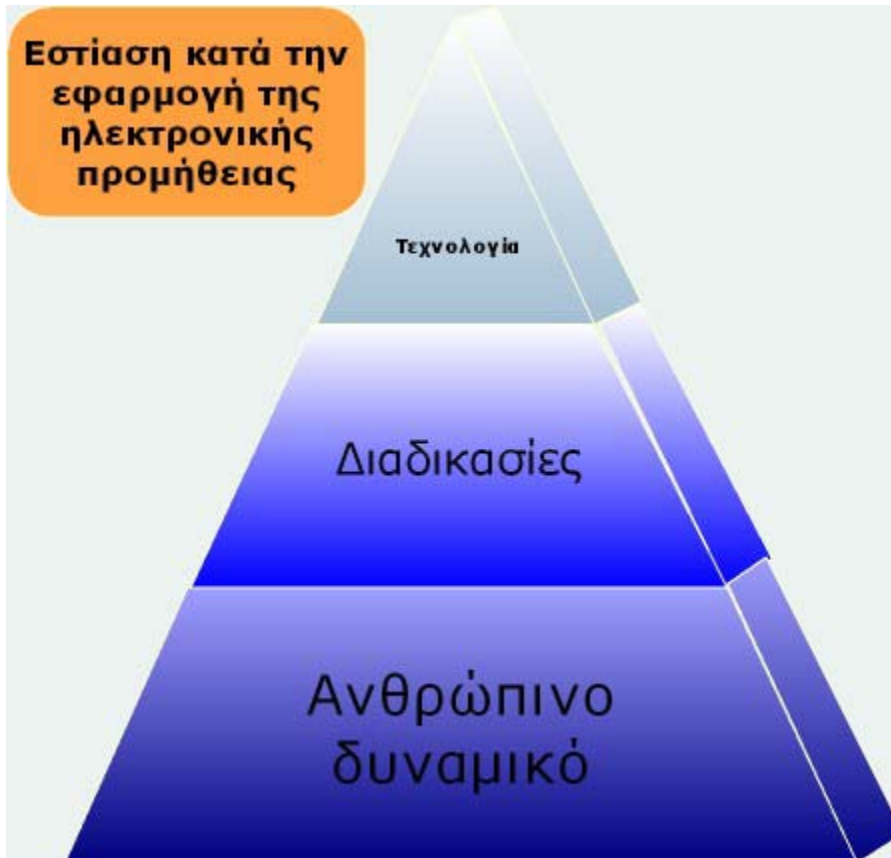 Εστίαση κατά την
εφαρμογή της
ηλεκτρονικής
προμήθειας
Τεχνολογία
Διαδικασίες
Ανθρώπινο
δυναμικό